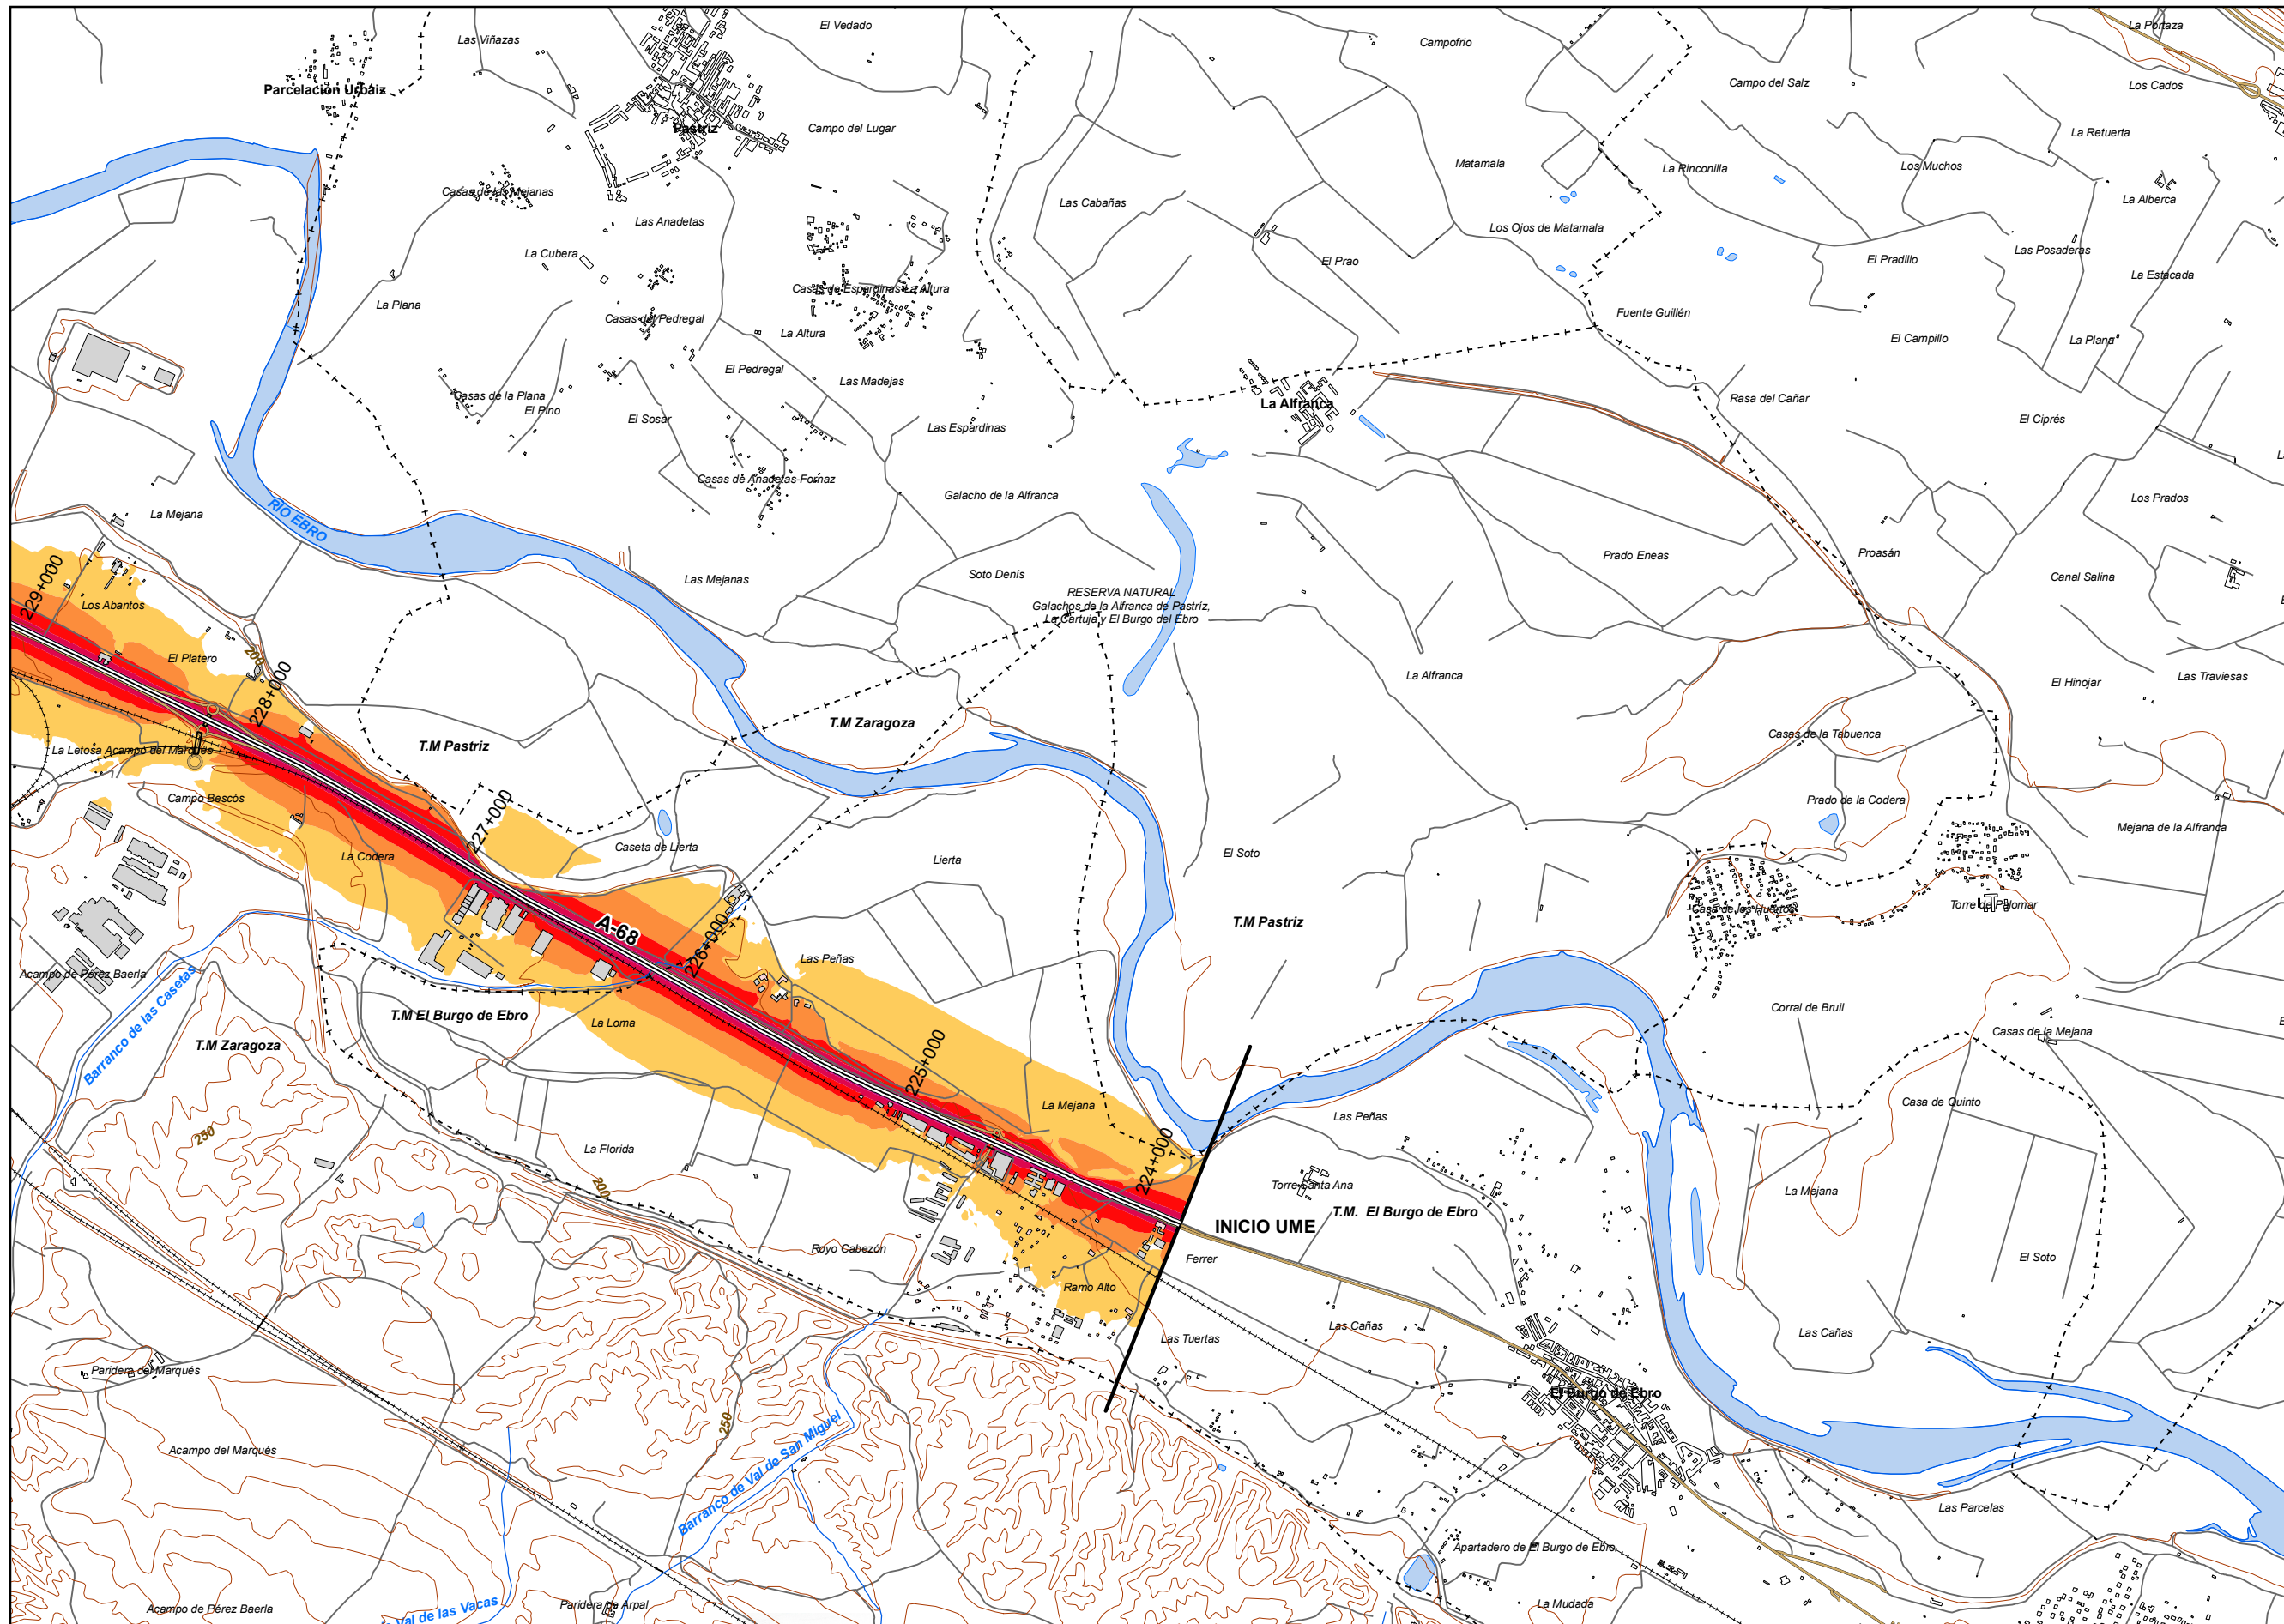 El Vedado
La Portaza
Las Viñazas
Campofrio
Campo del Salz
Los Cados
Parcelación Urbaiz
Pastriz
Campo del Lugar
La Retuerta
Matamala
La Rinconilla
Los Muchos
Casas de las Mejanas
La Alberca
Las Cabañas
Las Anadetas
Los Ojos de Matamala
La Cubera
El Prao
El Pradillo
Las Posaderas
La Estacada
Casas de Espardinas-La Altura
La Plana
Casas del Pedregal
Fuente Guillén
La Altura
El Campillo
La Plana
El Pedregal
Las Madejas
Casas de la Plana
El Pino
La Alfranca
Rasa del Cañar
El Sosar
Las Espardinas
El Ciprés
Casas de Anadetas-Fornaz
Galacho de la Alfranca
Los Prados
La Mejana
RÍO EBRO
Prado Eneas
Proasán
229+000
Soto Denis
Las Mejanas
Canal Salina
RESERVA NATURAL
Galachos de la Alfranca de Pastríz,
La Cartuja y El Burgo del Ebro
Los Abantos
El Platero
200
228+000
La Alfranca
El Hinojar
Las Traviesas
T.M Zaragoza
Casas de la Tabuenca
T.M Pastriz
La Letosa Acampo del Marqués
Campo Bescós
Prado de la Codera
227+000
Mejana de la Alfranca
Caseta de Lierta
La Codera
Lierta
El Soto
Torre de Palomar
A-68
T.M Pastriz
226+000
Las Peñas
Acampo de Pérez Baerla
Barranco de las Casetas
Corral de Bruil
T.M El Burgo de Ebro
La Loma
Casas de la Mejana
T.M Zaragoza
225+000
La Mejana
Las Peñas
Casa de Quinto
250
La Florida
224+000
200
Torre Santa Ana
La Mejana
T.M. El Burgo de Ebro
INICIO UME
Royo Cabezón
Ferrer
El Soto
Ramo Alto
Las Cañas
Las Tuertas
Las Cañas
Paridera del Marqués
El Burgo de Ebro
250
Barranco de Val de San Miguel
Acampo del Marqués
Las Parcelas
Apartadero de El Burgo de Ebro
Val de las Vacas
Paridera de Arpal
La Mudada
Acampo de Pérez Baerla